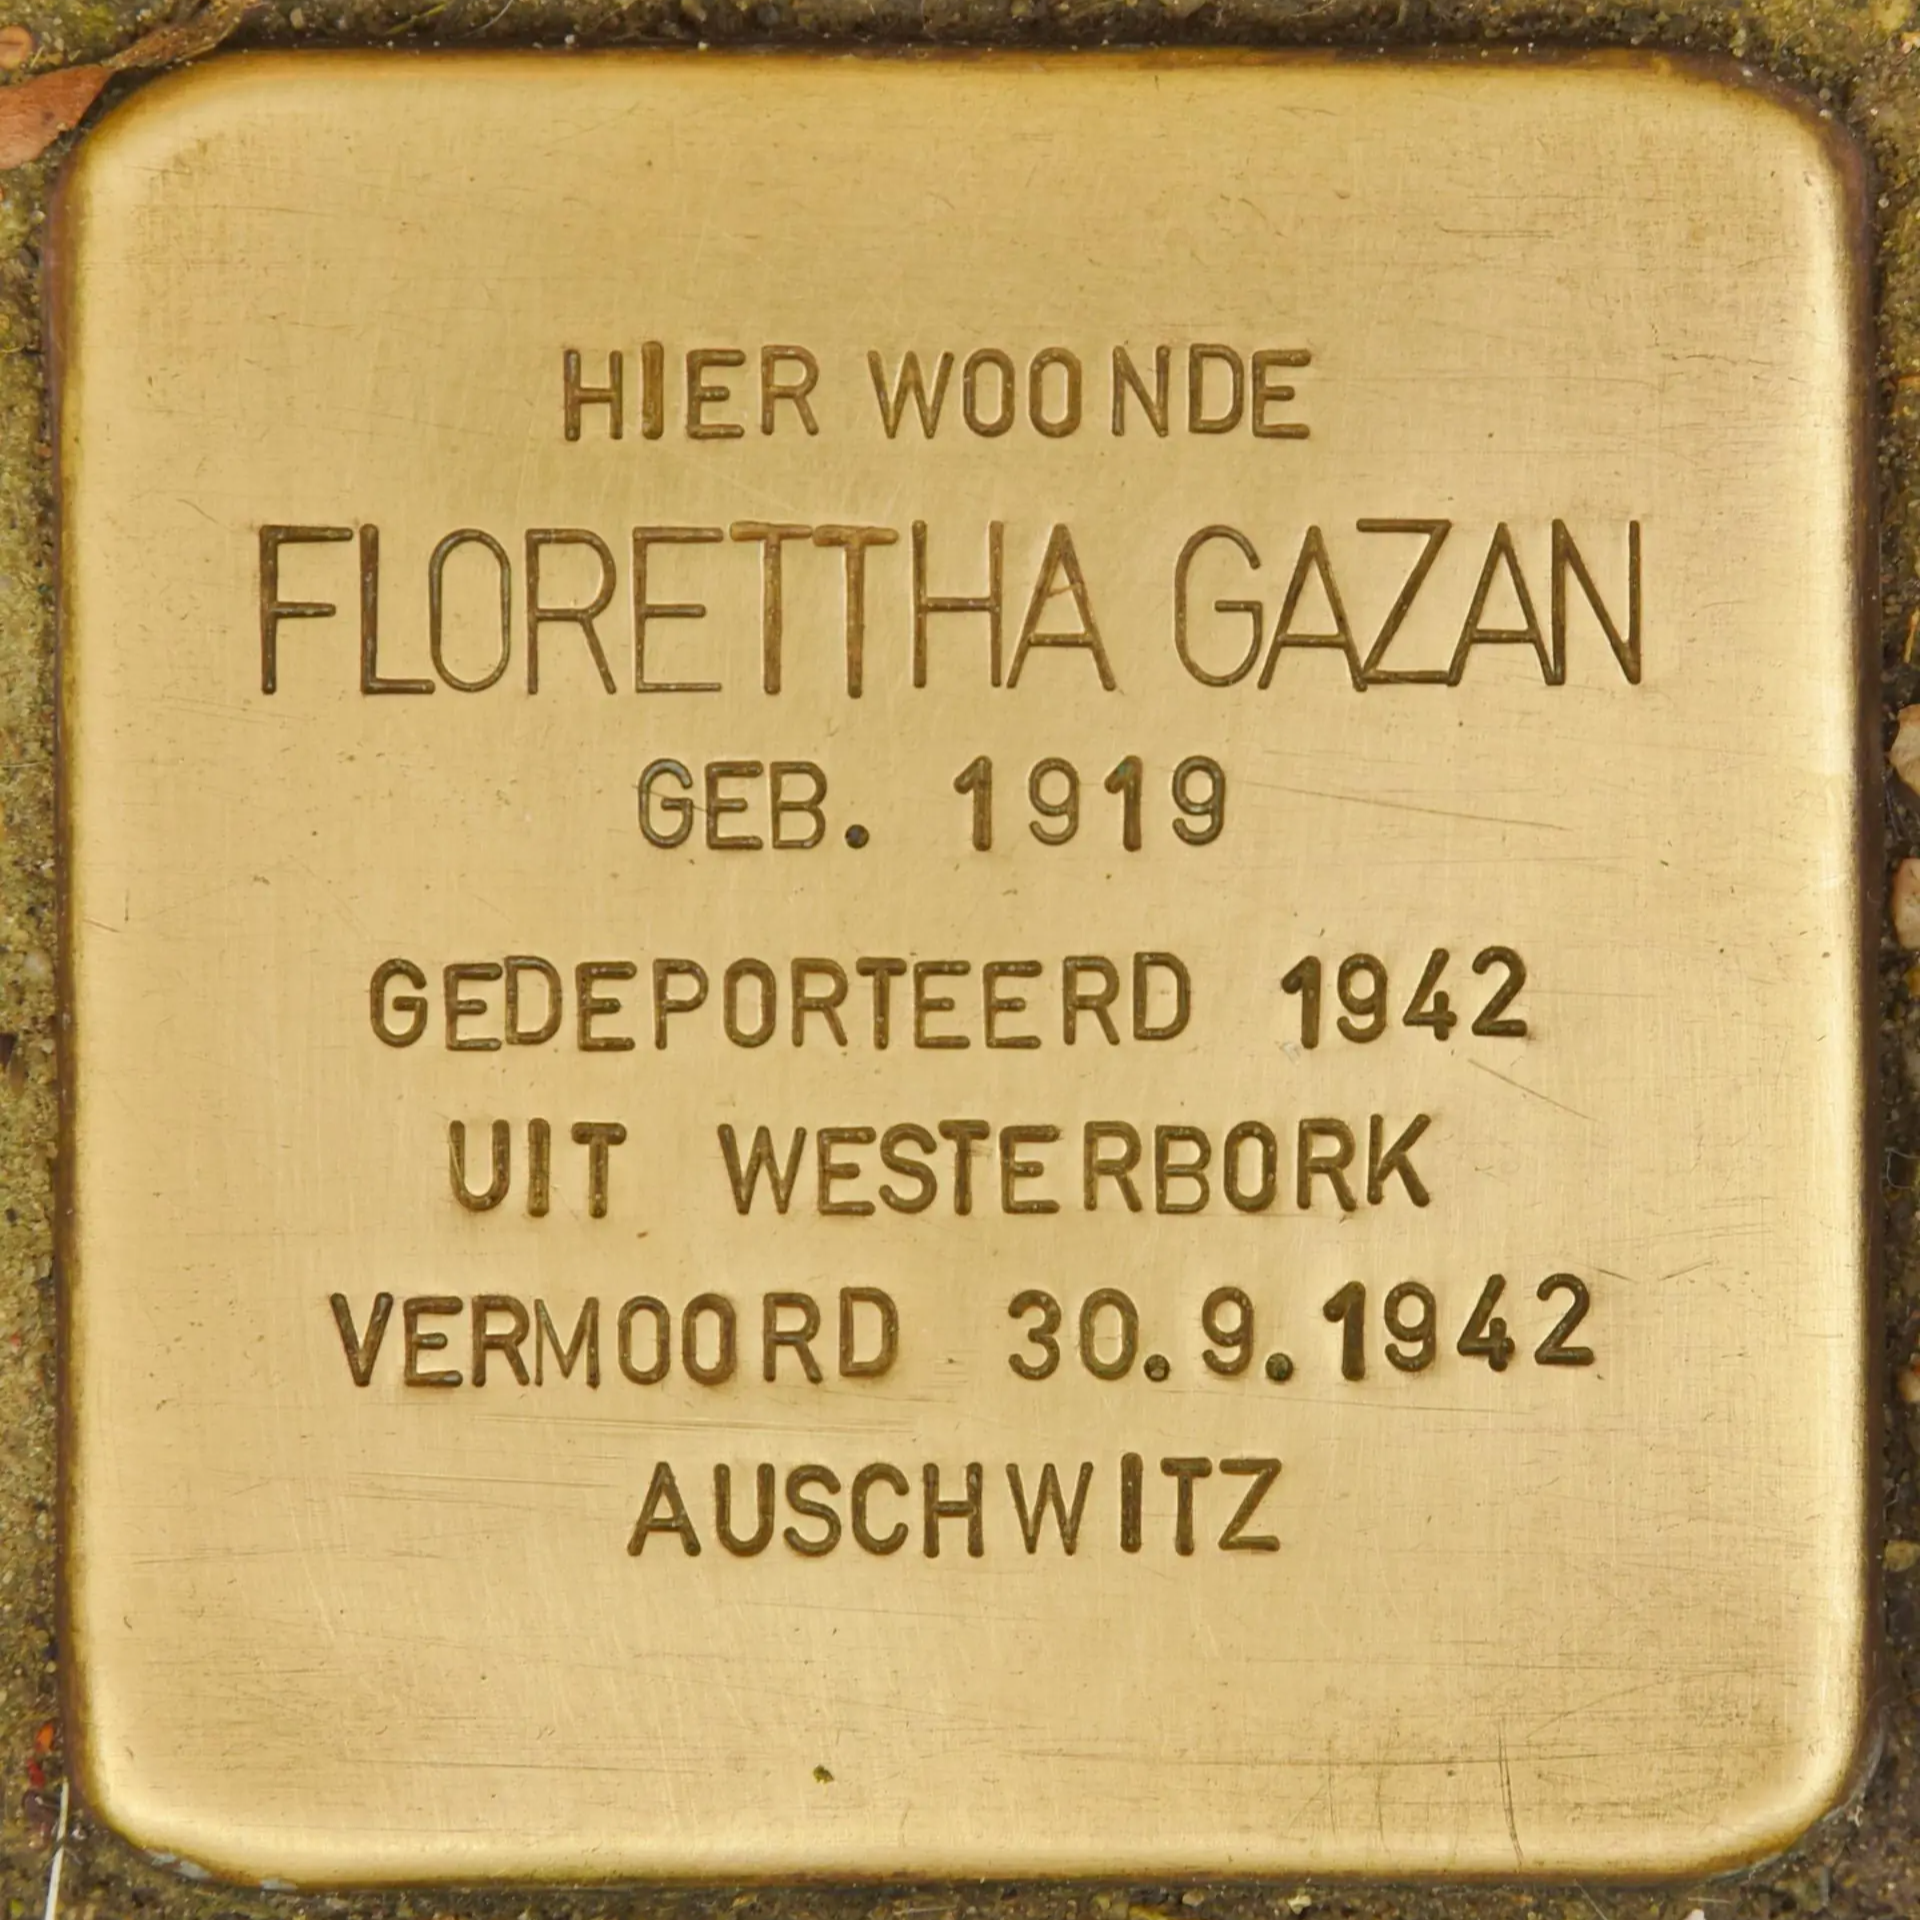 HIER WOONDE
FLORETTHA GAZAN
GEB. 1919
GEDEPORTEERD 1942
UIT WESTERBORK
VERMOORD 30.9.1942
AUSCHWITZ